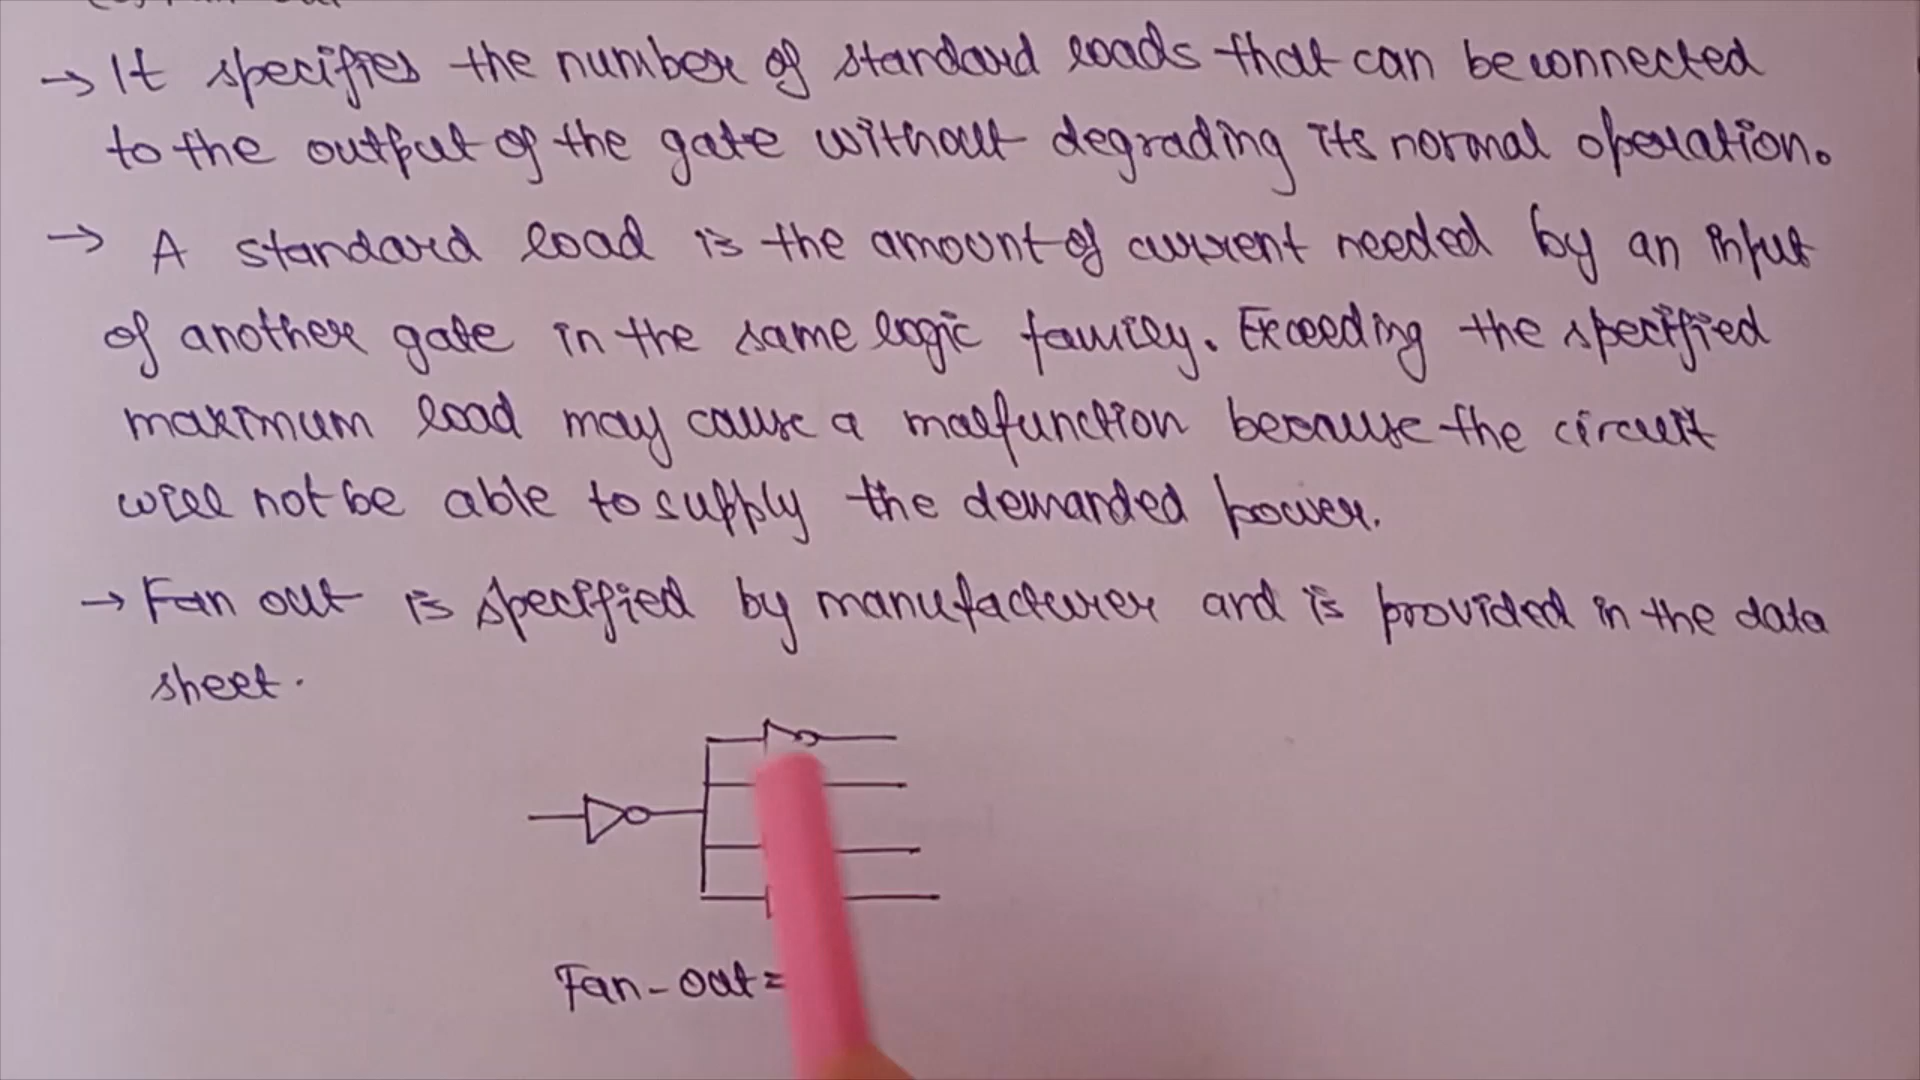 → It specifies the number of standard loads that can be connected
to the output of the gate without degrading its normal operation.
→ A standard load is the amount of current needed by an input
of another gate in the same logic family. Exceeding the specified
maximum load may cause a malfunction because the circuit
will not be able to supply the demanded power.
→ Fan out is specified by manufacturer and is provided in the data
sheet.
Fan-out=